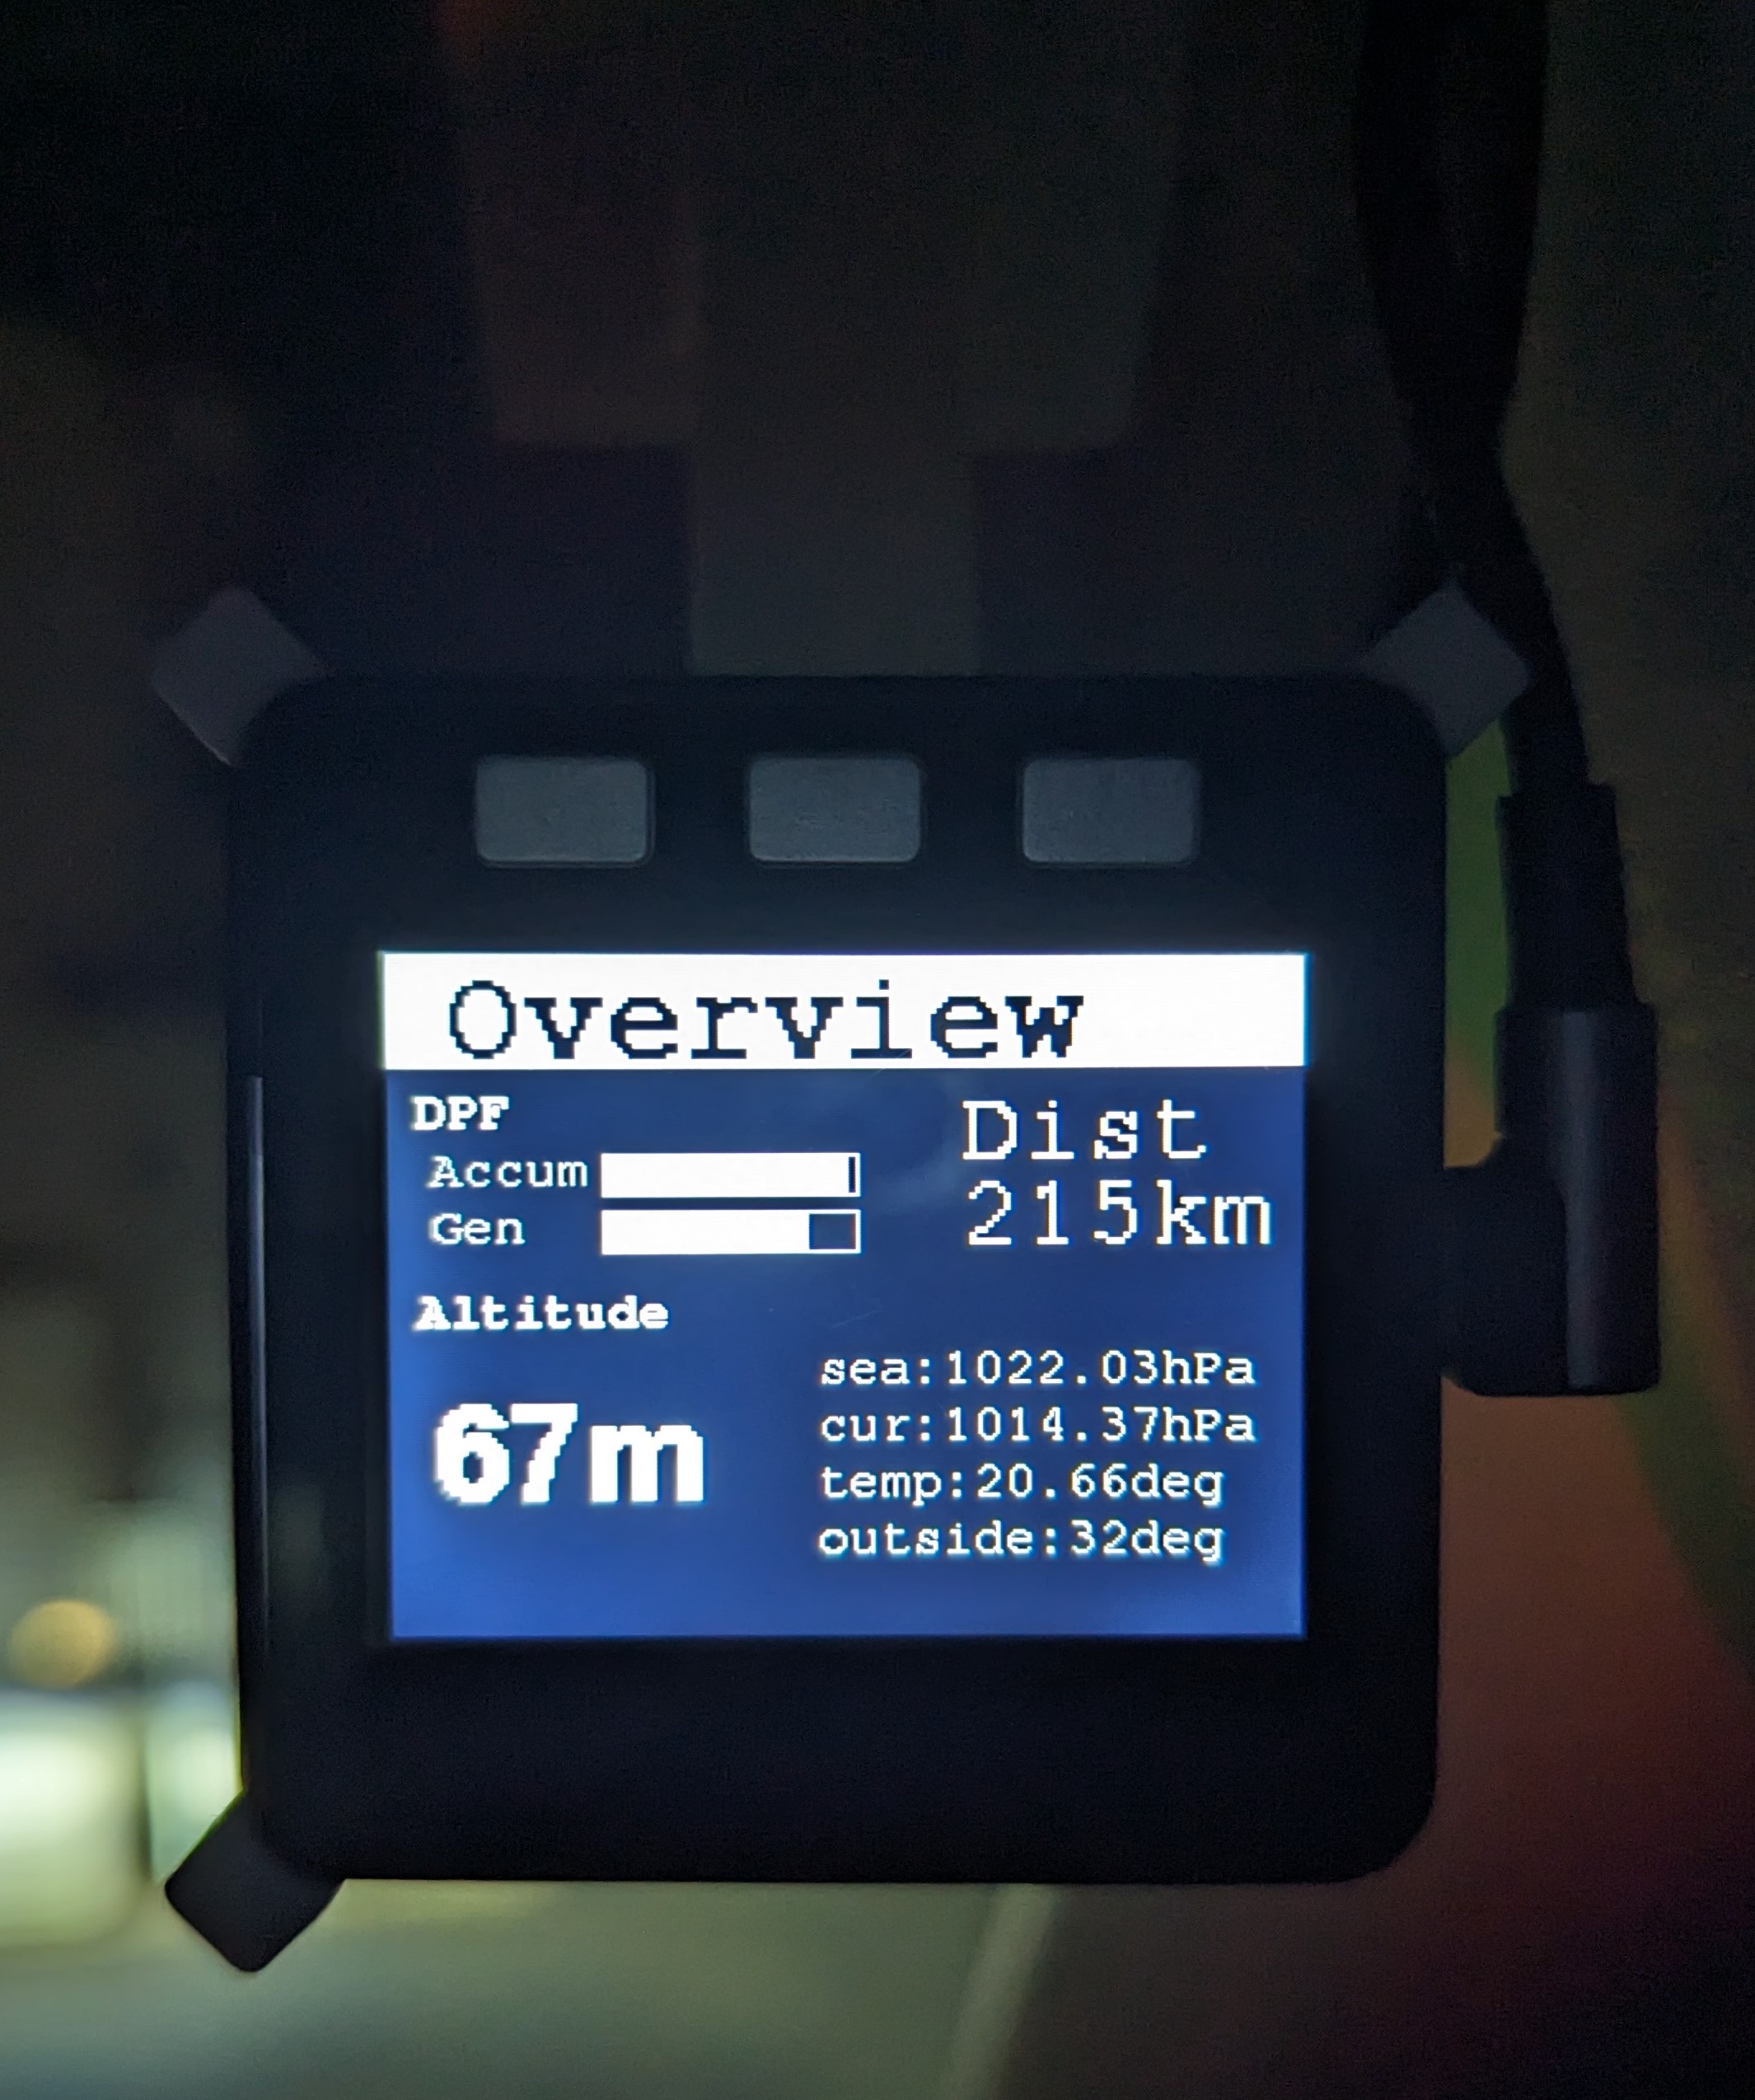 Overview
DPF
Accum
Gen
Dist
215km
Altitude
67m
sea:1022.03hPa
cur:1014.37hPa
temp:20.66deg
outside:32deg